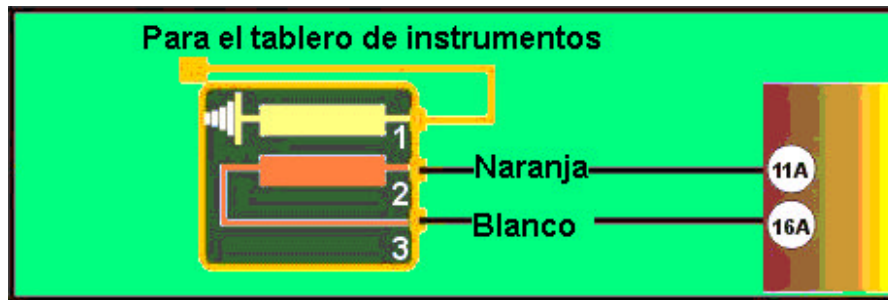 Para el tablero de instrumentos
1
2
3
Naranja
11A
Blanco
16A